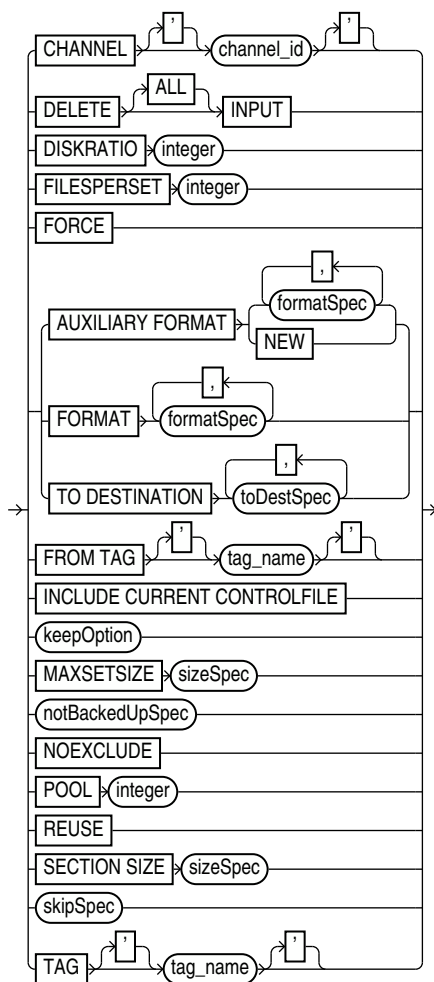 ' '
CHANNEL channel_id
ALL
DELETE INPUT
DISKRATIO integer
FILESPERSET integer
FORCE
,
formatSpec
AUXILIARY FORMAT
NEW
,
FORMAT formatSpec
,
TO DESTINATION toDestSpec
' '
FROM TAG tag_name
INCLUDE CURRENT CONTROLFILE
keepOption
MAXSETSIZE sizeSpec
notBackedUpSpec
NOEXCLUDE
POOL integer
REUSE
SECTION SIZE sizeSpec
skipSpec
' '
TAG tag_name